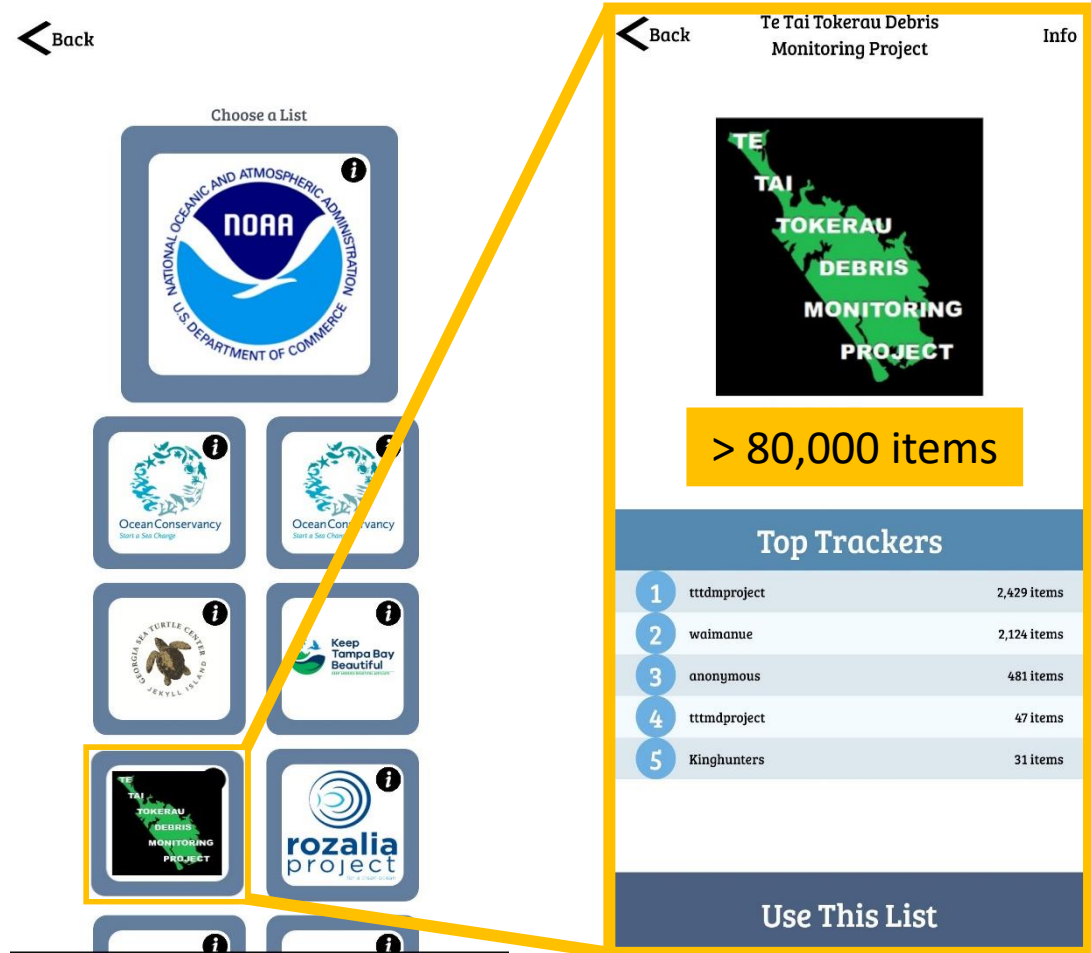 Back
Choose a List
NATIONAL OCEANIC AND ATMOSPHERIC ADMINISTRATION
U.S. DEPARTMENT OF COMMERCE
NOAA
i
i
Ocean Conservancy
Start a Sea Change
i
Ocean Conservancy
Start a Sea Change
i
GEORGIA SEA TURTLE CENTER
JEKYLL ISLAND
i
Keep
Tampa Bay
Beautiful
TE
TAI
TOKERAU
DEBRIS
MONITORING
PROJECT
i
rozalia
project
for a clean ocean
i
i
Back
Te Tai Tokerau Debris
Monitoring Project
Info
TE
TAI
TOKERAU
DEBRIS
MONITORING
PROJECT
> 80,000 items
Top Trackers
1 tttdmproject 2,429 items
2 waimanue 2,124 items
3 anonymous 481 items
4 tttmdproject 47 items
5 Kinghunters 31 items
Use This List